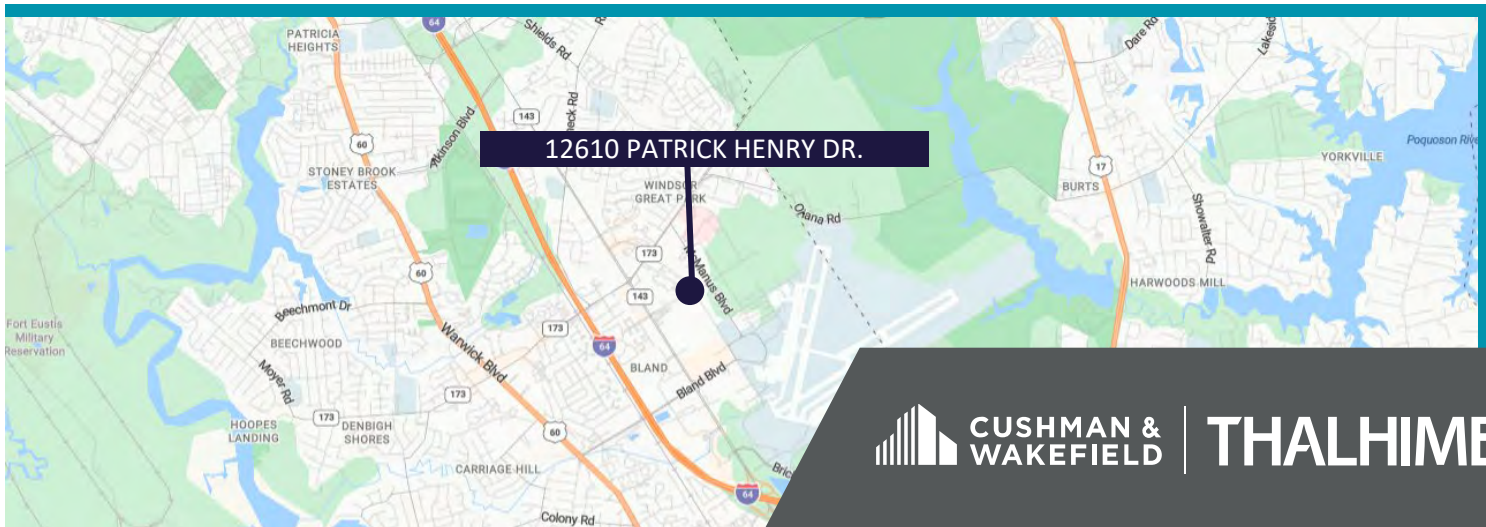 64
Shields Rd
PATRICIA
HEIGHTS
Dare Rd
143
60
Atkinson Blvd
12610 PATRICK HENRY DR.
Poquoson
YORKVILLE
17
BURTS
STONEY BROOK
ESTATES
WINDSOR
GREAT PARK
Oriana Rd
Showalter Rd
173
McManus Blvd
60
143
HARWOODS MILL
Beechmont Dr
Fort Eustis
Military
Reservation
BEECHWOOD
173
64
Warwick Blvd
BLAND
Bland Blvd
Moyer Rd
173
173
HOOPES
LANDING
DENBIGH
SHORES
60
CARRIAGE HILL
64
Colony Rd
CUSHMAN &
WAKEFIELD